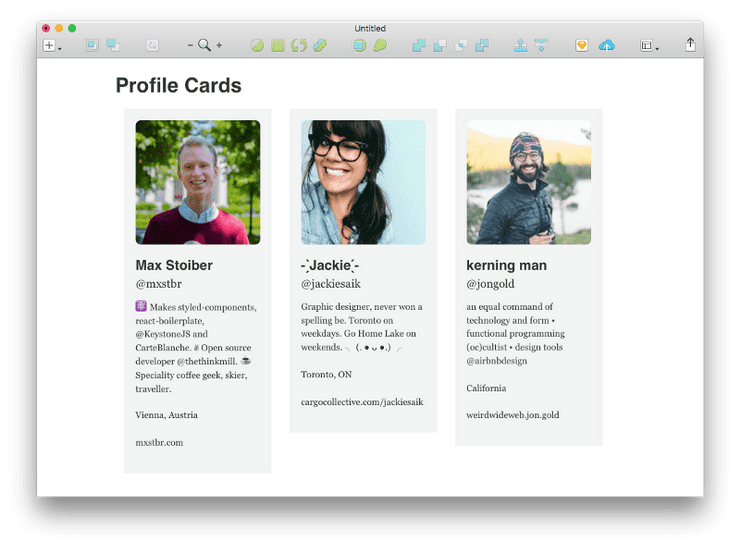 Untitled
Profile Cards
Max Stoiber
@mxstbr
⚛️ Makes styled-components,
react-boilerplate,
@KeystoneJS and
CarteBlanche. ✌ Open source
developer @thethinkmill. ☕
Speciality coffee geek, skier,
traveller.
Vienna, Austria
mxstbr.com
-`̗Jackie ̖́-
@jackiesaik
Graphic designer, never won a
spelling be. Toronto on
weekdays. Go Home Lake on
weekends. ╲ (. ● ᴗ ●.) ╱
Toronto, ON
cargocollective.com/jackiesaik
kerning man
@jongold
an equal command of
technology and form •
functional programming
(oc)cultist • design tools
@airbnbdesign
California
weirdwideweb.jon.gold